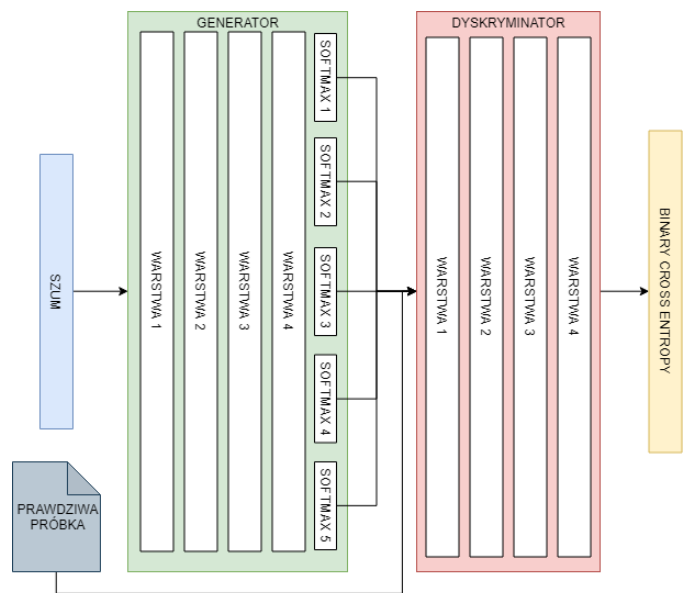 GENERATOR
DYSKRYMINATOR
SZUM
WARSTWA 1
WARSTWA 2
WARSTWA 3
WARSTWA 4
SOFTMAX 1
SOFTMAX 2
SOFTMAX 3
SOFTMAX 4
SOFTMAX 5
WARSTWA 1
WARSTWA 2
WARSTWA 3
WARSTWA 4
BINARY CROSS ENTROPY
PRAWDZIWA
PRÓBKA